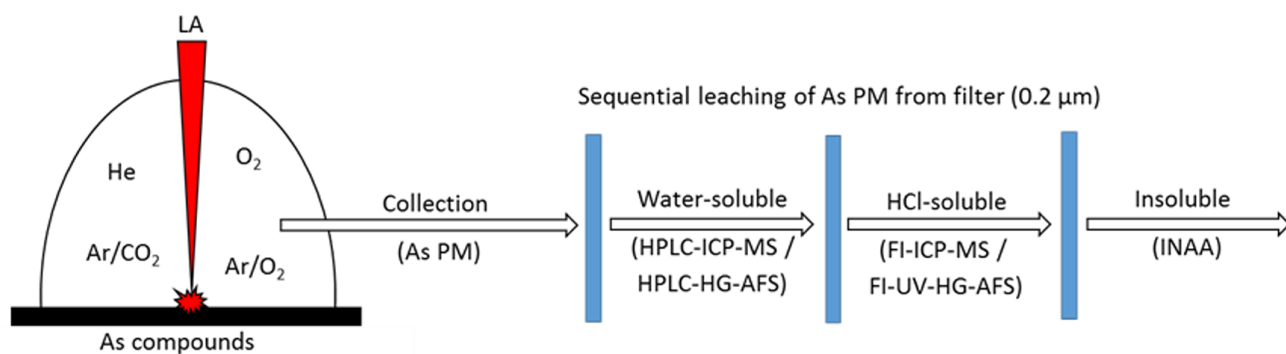 LA
Sequential leaching of As PM from filter (0.2 µm)
He
O₂
Ar/CO₂
Ar/O₂
As compounds
Collection
(As PM)
Water-soluble
(HPLC-ICP-MS /
HPLC-HG-AFS)
HCl-soluble
(FI-ICP-MS /
FI-UV-HG-AFS)
Insoluble
(INAA)